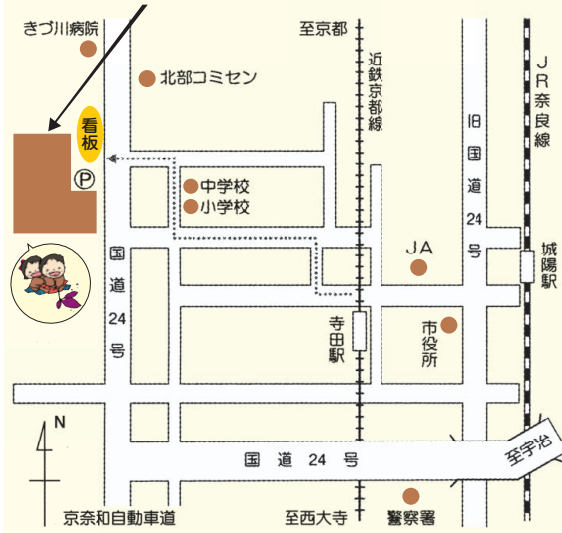 きづ川病院
至京都
北部コミセン
近鉄京都線
JR奈良線
看板
旧国道24号
P
中学校
小学校
JA
城陽駅
国道24号
寺田駅
市役所
N
国道24号
至宇治
京奈和自動車道
至西大寺
警察署